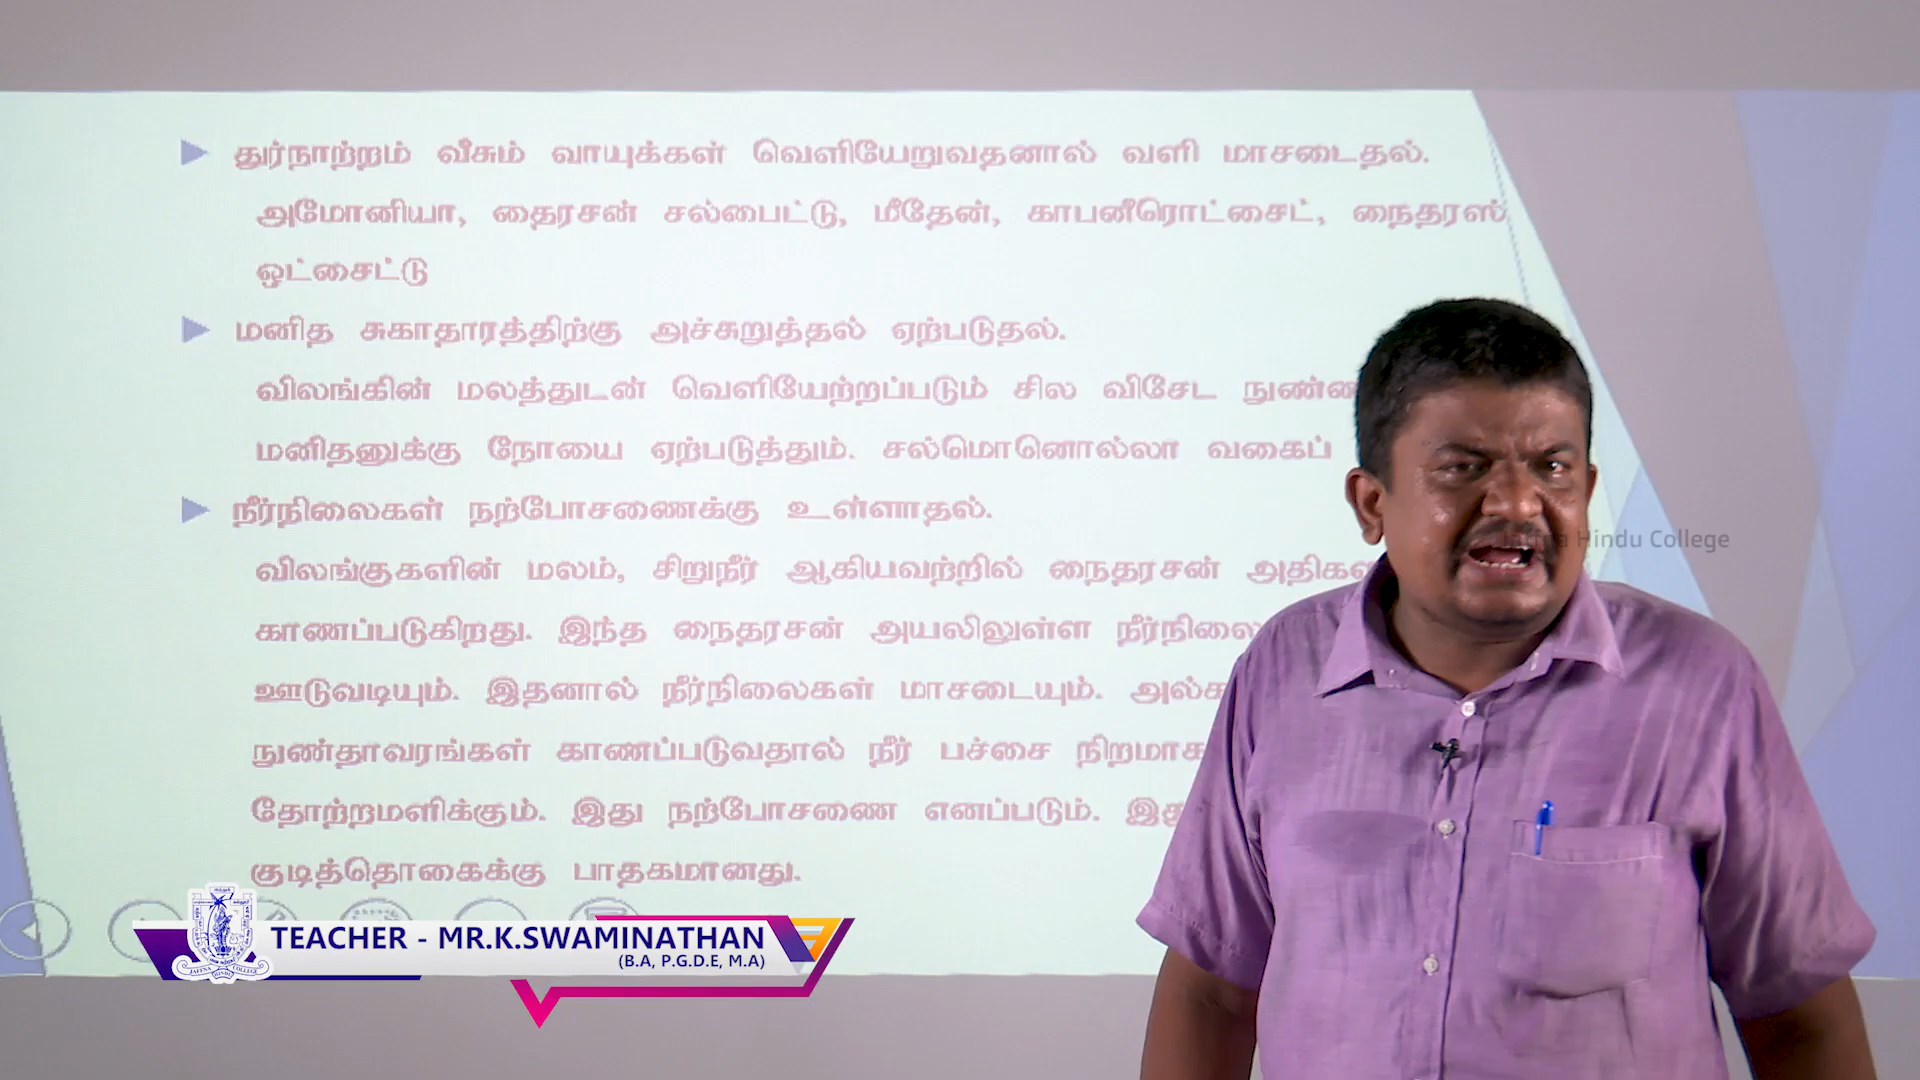 துர்நாற்றம் வீசும் வாயுக்கள் வெளியேறுவதனால் வளி மாசடைதல்.
அமோனியா, தைரசன் சல்பைட்டு, மீதேன், காபனீரொட்சைட், நைதரஸ்
ஒட்சைட்டு
மனித சுகாதாரத்திற்கு அச்சுறுத்தல் ஏற்படுதல்.
விலங்கின் மலத்துடன் வெளியேற்றப்படும் சில விசேட
மனிதனுக்கு நோயை ஏற்படுத்தும். சல்மொனொல்லா வகைப்
நீர்நிலைகள் நற்போசணைக்கு உள்ளாதல்.
விலங்குகளின் மலம், சிறுநீர் ஆகியவற்றில் நைதரசன்
காணப்படுகிறது. இந்த நைதரசன் அயலிலுள்ள
ஊடுவடியும். இதனால் நீர்நிலைகள் மாசடையும்.
நுண்தாவரங்கள் காணப்படுவதால் நீர் பச்சை
தோற்றமளிக்கும். இது நற்போசணை எனப்படும்.
குடித்தொகைக்கு பாதகமானது.
Hindu College
TEACHER - MR.K.SWAMINATHAN
(B.A, P.G.D.E, M.A)
JAFFNA HINDU COLLEGE